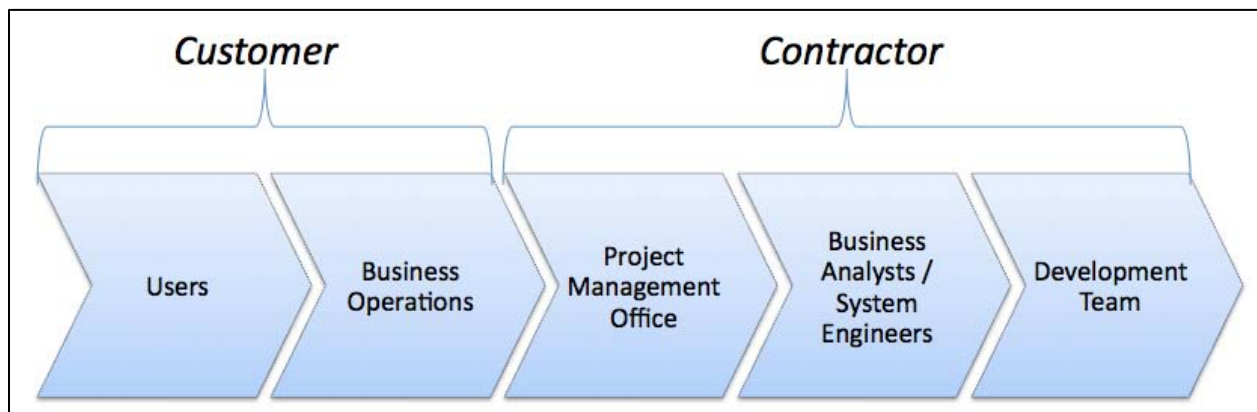 Customer
Contractor
Users
Business
Operations
Project
Management
Office
Business
Analysts /
System
Engineers
Development
Team